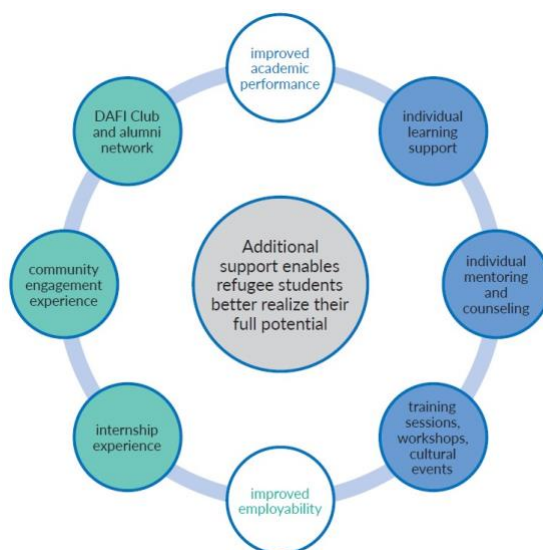 improved
academic
performance
individual
learning
support
individual
mentoring
and
counseling
training
sessions,
workshops,
cultural
events
improved
employability
internship
experience
community
engagement
experience
DAFI Club
and alumni
network
Additional
support enables
refugee students
better realize their
full potential